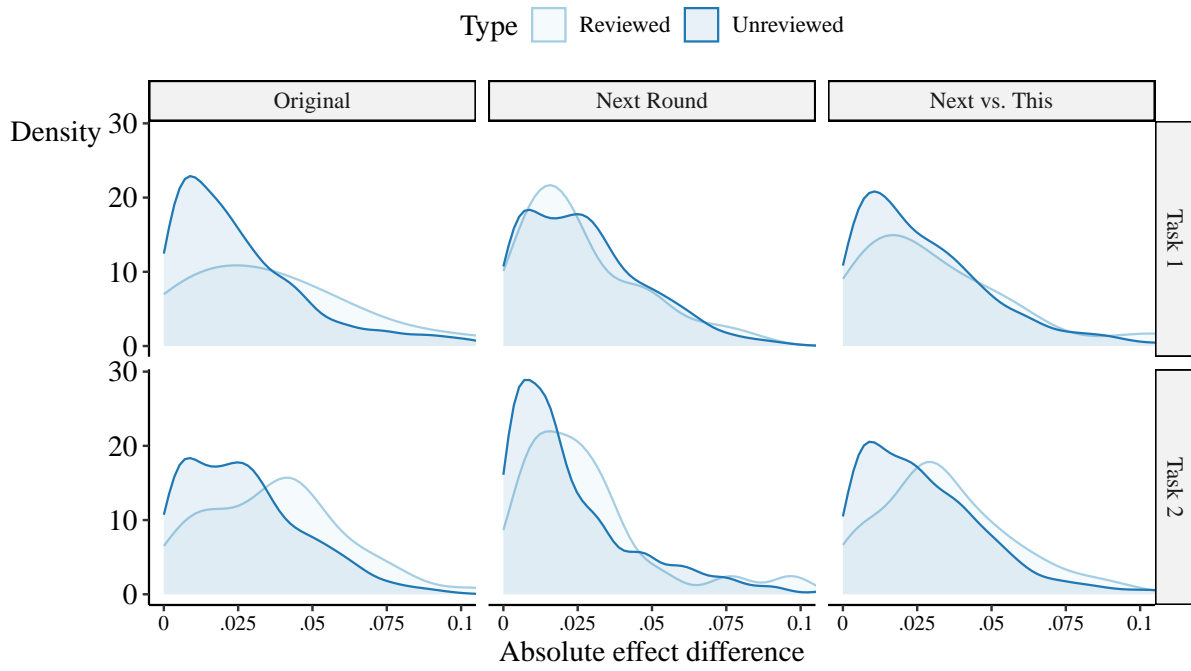 Type Reviewed Unreviewed
Original Next Round Next vs. This
Density
30
20
10
0
Task 1
30
20
10
0
Task 2
0 .025 .05 .075 0.1 0 .025 .05 .075 0.1 0 .025 .05 .075 0.1
Absolute effect difference